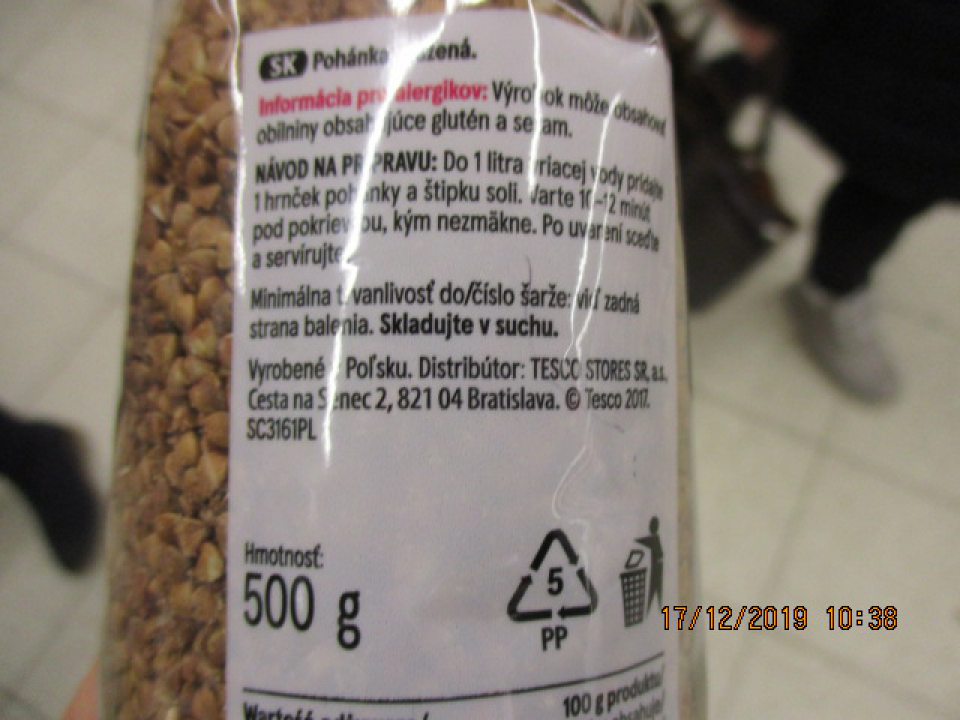 SK Pohánka
Informácia pre alergikov: Výrobok môže obsahovať
obilniny obsahujúce glutén a sezam.
NÁVOD NA PRÍPRAVU: Do 1 litra vriacej vody pridajte
1 hrnček pohánky a štipku soli. Varte 10–12 minút
pod pokrievkou, kým nezmäkne. Po uvarení sceďte
a servírujte.
Minimálna trvanlivosť do/číslo šarže: viď zadná
strana balenia. Skladujte v suchu.
Vyrobené v Poľsku. Distribútor: TESCO STORES SR, a.s.
Cesta na Senec 2, 821 04 Bratislava. © Tesco 2017.
SC3161PL
Hmotnosť:
500 g
5
PP
17/12/2019 10:38
100 g produktu